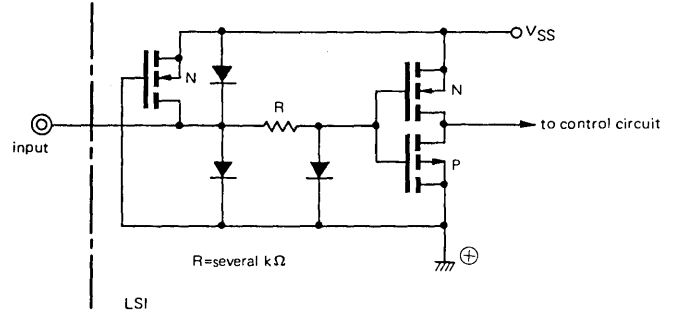 VSS
N
R
N
to control circuit
input
P
R=several kΩ
+
LSI